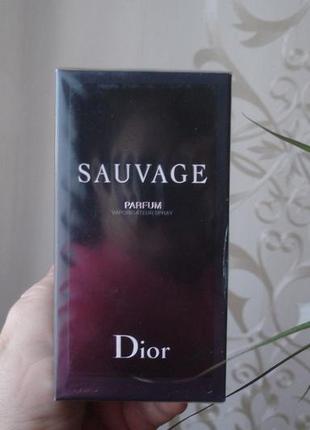 SAUVAGE
PARFUM
VAPORISATEUR SPRAY
Dior